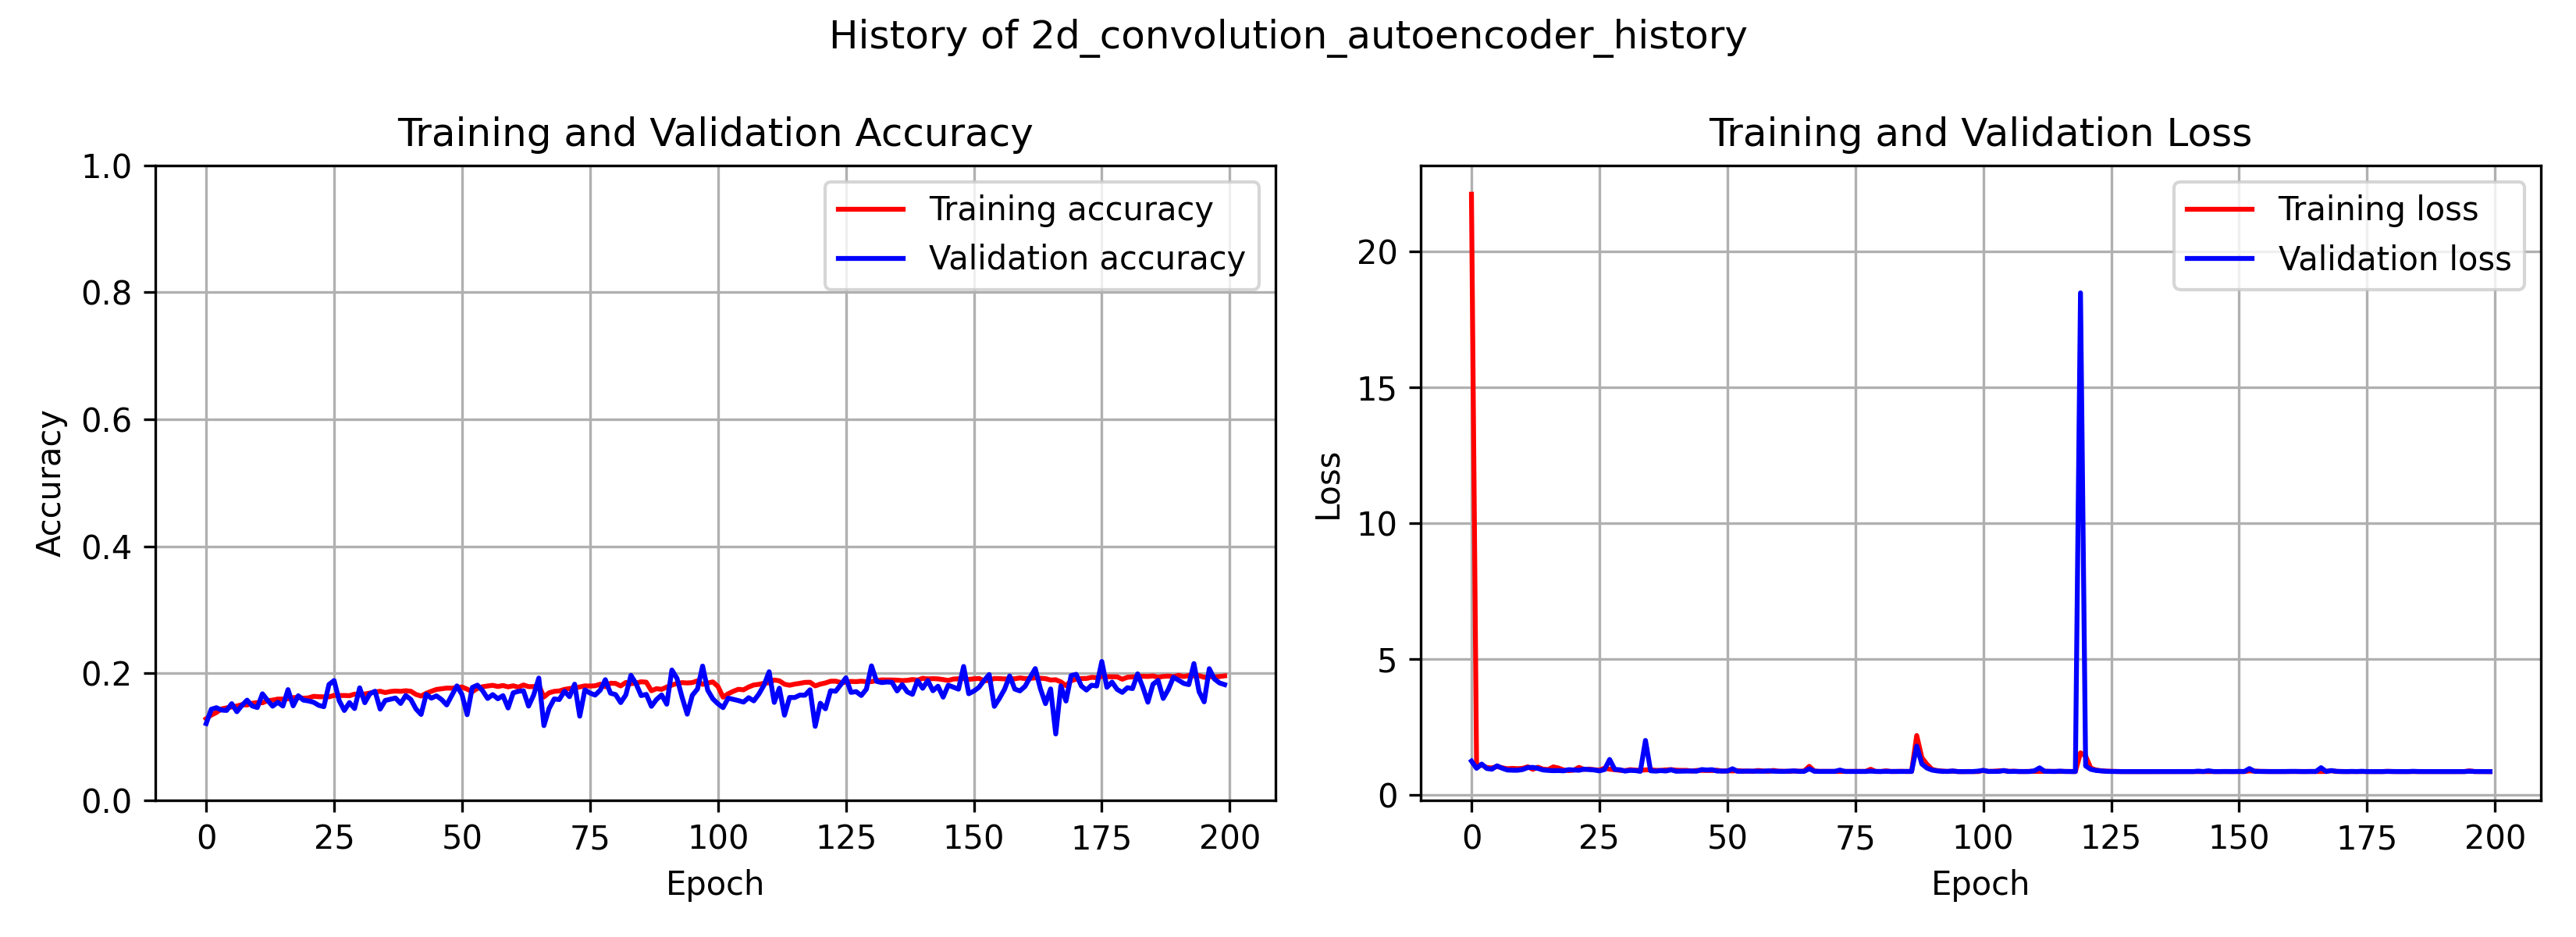 History of 2d_convolution_autoencoder_history
Training and Validation Accuracy
1.0
0.8
0.6
0.4
0.2
0.0
Accuracy
Training accuracy
Validation accuracy
0 25 50 75 100 125 150 175 200
Epoch
Training and Validation Loss
20
15
10
5
0
Loss
Training loss
Validation loss
0 25 50 75 100 125 150 175 200
Epoch